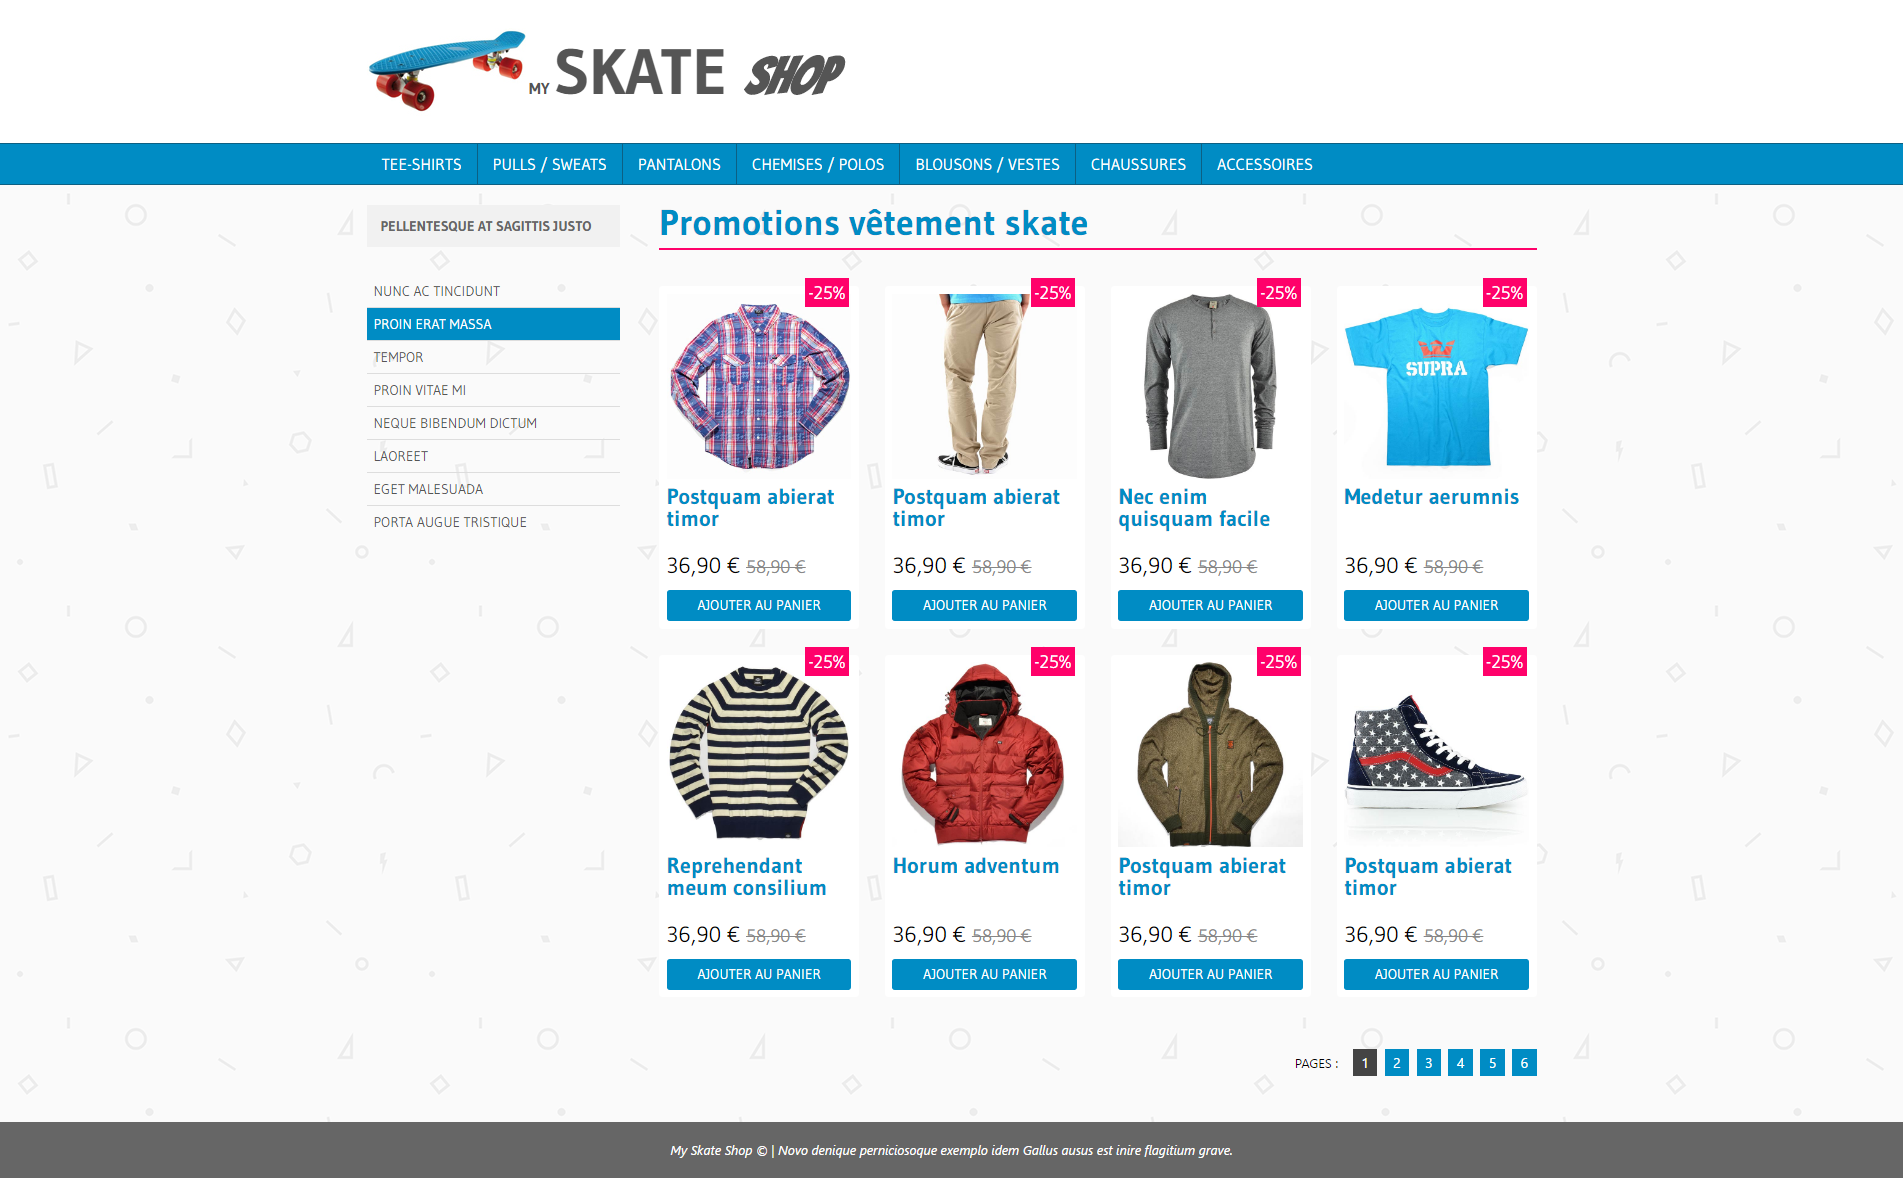 MY SKATE SHOP
TEE-SHIRTS PULLS / SWEATS PANTALONS CHEMISES / POLOS BLOUSONS / VESTES CHAUSSURES ACCESSOIRES
PELLENTESQUE AT SAGITTIS JUSTO
NUNC AC TINCIDUNT
PROIN ERAT MASSA
TEMPOR
PROIN VITAE MI
NEQUE BIBENDUM DICTUM
LAOREET
EGET MALESUADA
PORTA AUGUE TRISTIQUE
Promotions vêtement skate
-25%
Postquam abierat
timor
36,90 € 58,90 €
AJOUTER AU PANIER
-25%
Postquam abierat
timor
36,90 € 58,90 €
AJOUTER AU PANIER
-25%
Nec enim
quisquam facile
36,90 € 58,90 €
AJOUTER AU PANIER
-25%
SUPRA
Medetur aerumnis
36,90 € 58,90 €
AJOUTER AU PANIER
-25%
Reprehendant
meum consilium
36,90 € 58,90 €
AJOUTER AU PANIER
-25%
Horum adventum
36,90 € 58,90 €
AJOUTER AU PANIER
-25%
Postquam abierat
timor
36,90 € 58,90 €
AJOUTER AU PANIER
-25%
Postquam abierat
timor
36,90 € 58,90 €
AJOUTER AU PANIER
PAGES : 1 2 3 4 5 6
My Skate Shop © | Novo denique perniciosoque exemplo idem Gallus ausus est inire flagitium grave.